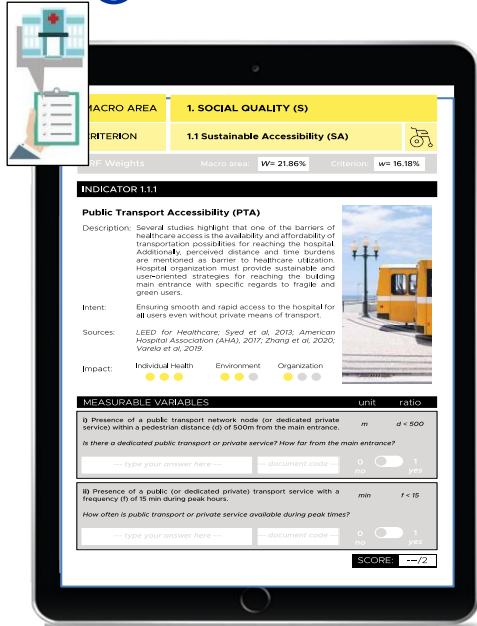 MACRO AREA 1. SOCIAL QUALITY (S)
CRITERION 1.1 Sustainable Accessibility (SA)
RF Weights Macro area: W= 21.86% Criterion: w= 16.18%
INDICATOR 1.1.1
Public Transport Accessibility (PTA)
Description: Several studies highlight that one of the barriers of
healthcare access is the availability and affordability of
transportation possibilities for reaching the hospital.
Additionally, perceived distance and time burdens
are mentioned as barrier to healthcare utilization.
Hospital organization must provide sustainable and
user-oriented strategies for reaching the building
main entrance with specific regards to fragile and
green users.
Intent: Ensuring smooth and rapid access to the hospital for
all users even without private means of transport.
Sources: LEED for Healthcare; Syed et al, 2013; American
Hospital Association (AHA), 2017; Zhang et al, 2020;
Varela et al, 2019.
Impact: Individual Health Environment Organization
MEASURABLE VARIABLES unit ratio
i) Presence of a public transport network node (or dedicated private
service) within a pedestrian distance (d) of 500m from the main entrance. m d < 500
Is there a dedicated public transport or private service? How far from the main entrance?
--- type your answer here --- --- document code --- 0 1
no yes
ii) Presence of a public (or dedicated private) transport service with a
frequency (f) of 15 min during peak hours. min f < 15
How often is public transport or private service available during peak times?
--- type your answer here --- --- document code --- 0 1
no yes
SCORE: --/2